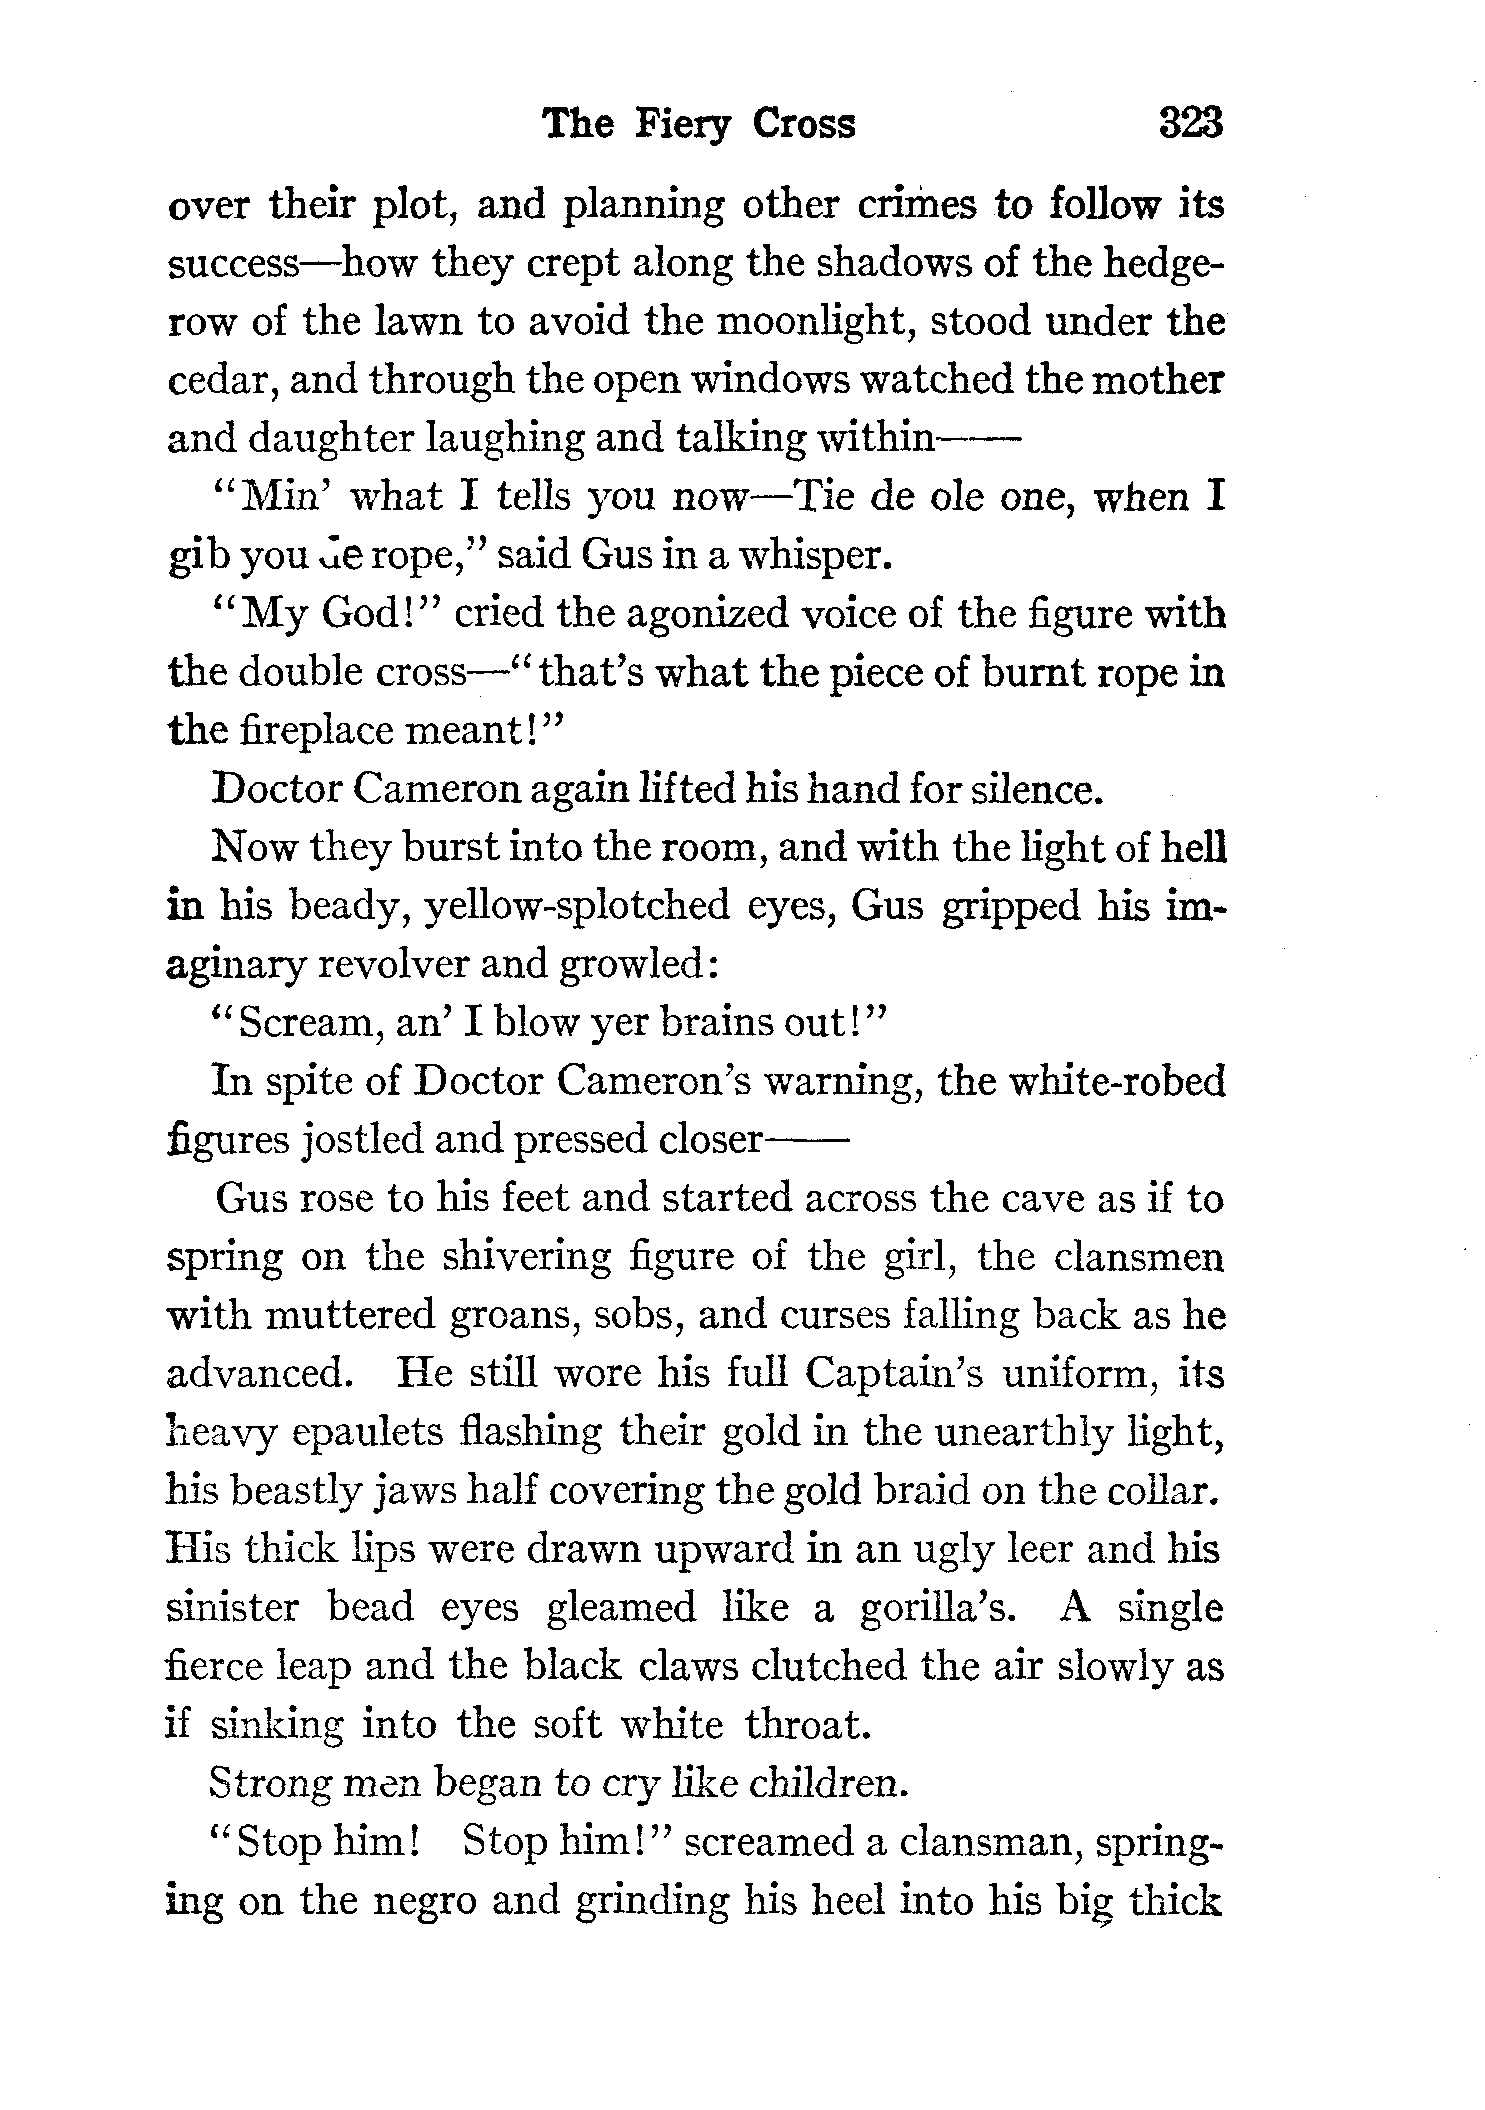 The Fiery Cross 323
over their plot, and planning other crimes to follow its
success—how they crept along the shadows of the hedge-
row of the lawn to avoid the moonlight, stood under the
cedar, and through the open windows watched the mother
and daughter laughing and talking within——
"Min' what I tells you now—Tie de ole one, when I
gib you de rope," said Gus in a whisper.
"My God!" cried the agonized voice of the figure with
the double cross—"that's what the piece of burnt rope in
the fireplace meant!"
Doctor Cameron again lifted his hand for silence.
Now they burst into the room, and with the light of hell
in his beady, yellow-splotched eyes, Gus gripped his im-
aginary revolver and growled:
"Scream, an' I blow yer brains out!"
In spite of Doctor Cameron's warning, the white-robed
figures jostled and pressed closer——
Gus rose to his feet and started across the cave as if to
spring on the shivering figure of the girl, the clansmen
with muttered groans, sobs, and curses falling back as he
advanced. He still wore his full Captain's uniform, its
heavy epaulets flashing their gold in the unearthly light,
his beastly jaws half covering the gold braid on the collar.
His thick lips were drawn upward in an ugly leer and his
sinister bead eyes gleamed like a gorilla's. A single
fierce leap and the black claws clutched the air slowly as
if sinking into the soft white throat.
Strong men began to cry like children.
"Stop him! Stop him!" screamed a clansman, spring-
ing on the negro and grinding his heel into his big thick